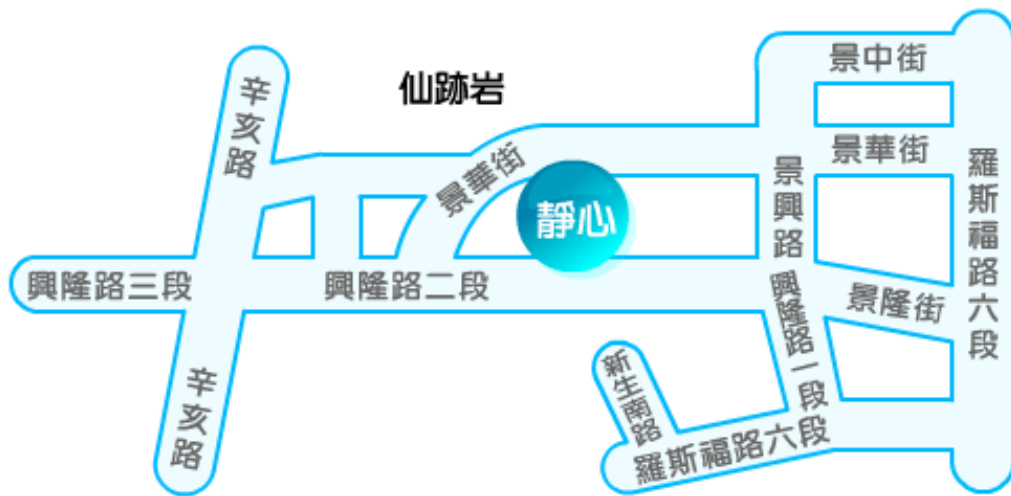 景中街
仙跡岩
辛亥路
景華街
景華街
羅斯福路六段
景興路
靜心
興隆路三段
興隆路二段
景隆街
興隆路一段
新生南路
辛亥路
羅斯福路六段